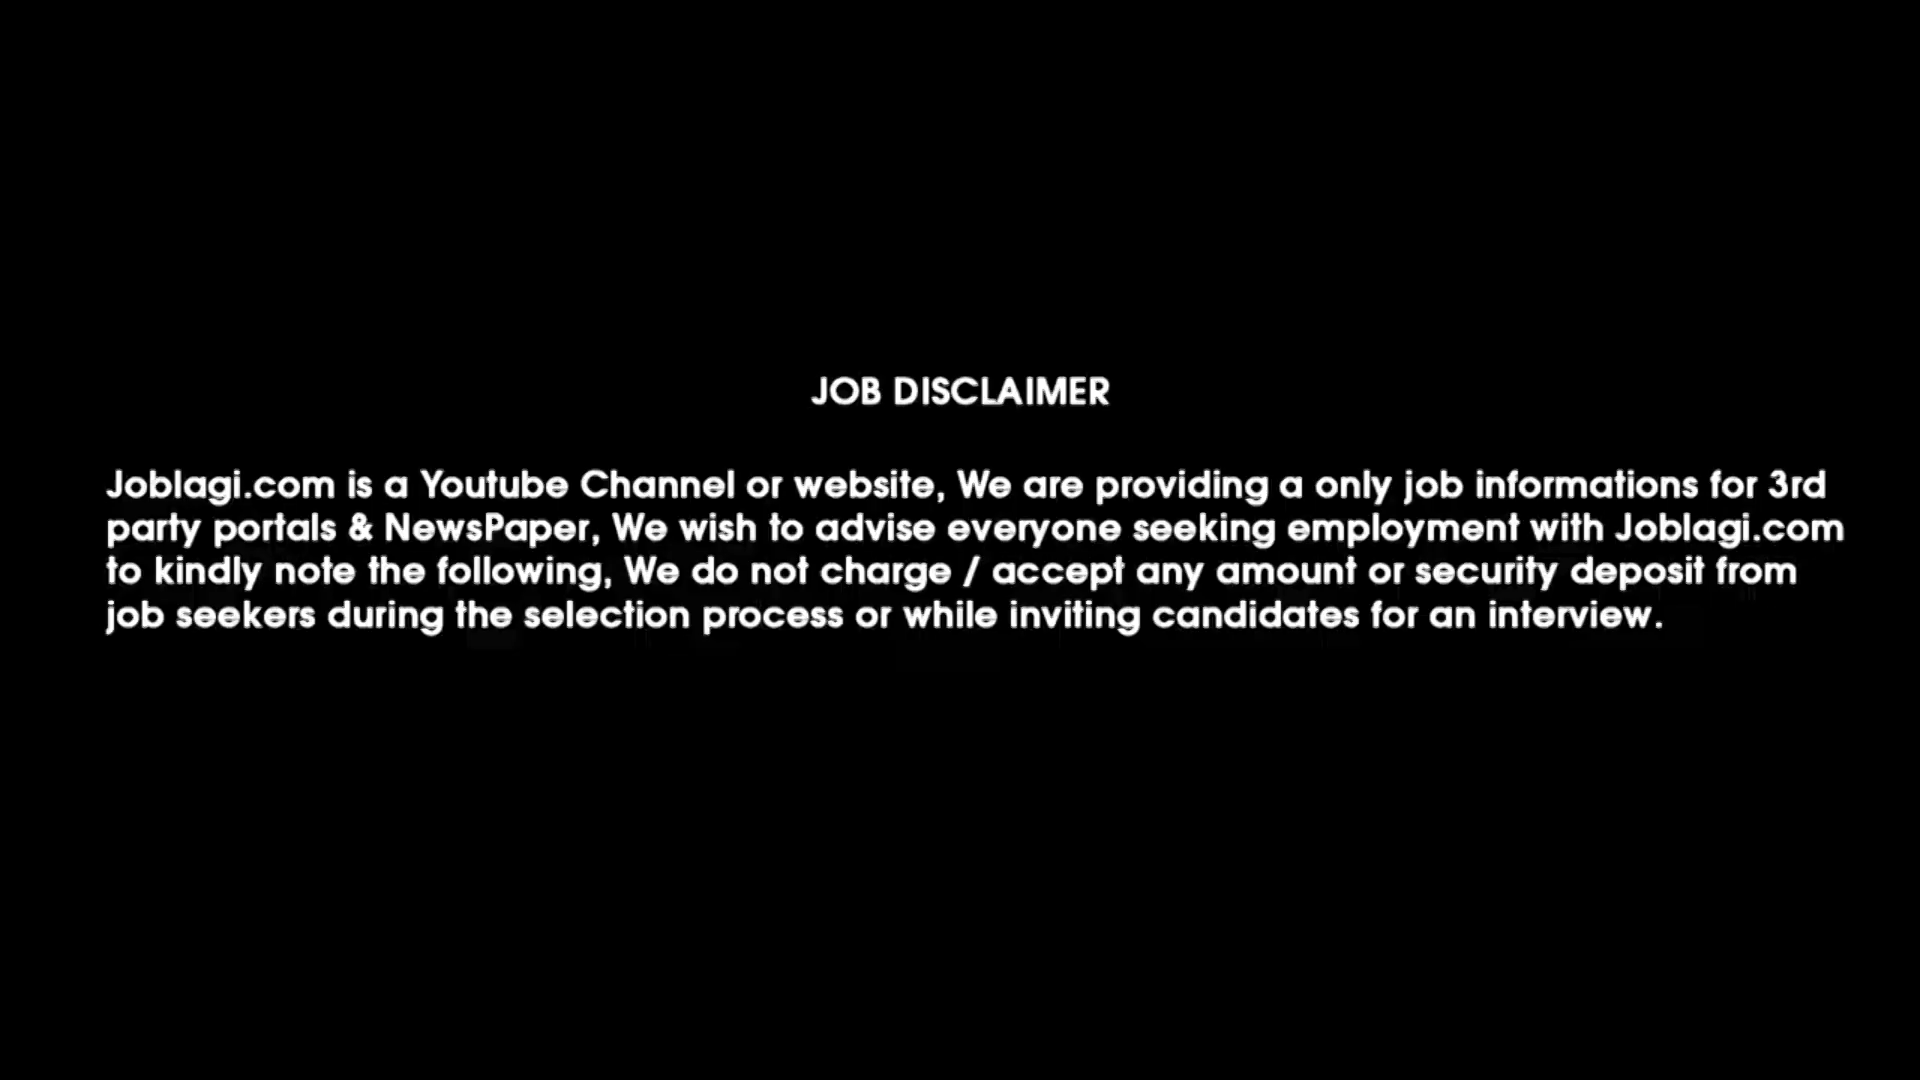 JOB DISCLAIMER
Joblagi.com is a Youtube Channel or website, We are providing a only job informations for 3rd
party portals & NewsPaper, We wish to advise everyone seeking employment with Joblagi.com
to kindly note the following, We do not charge / accept any amount or security deposit from
job seekers during the selection process or while inviting candidates for an interview.